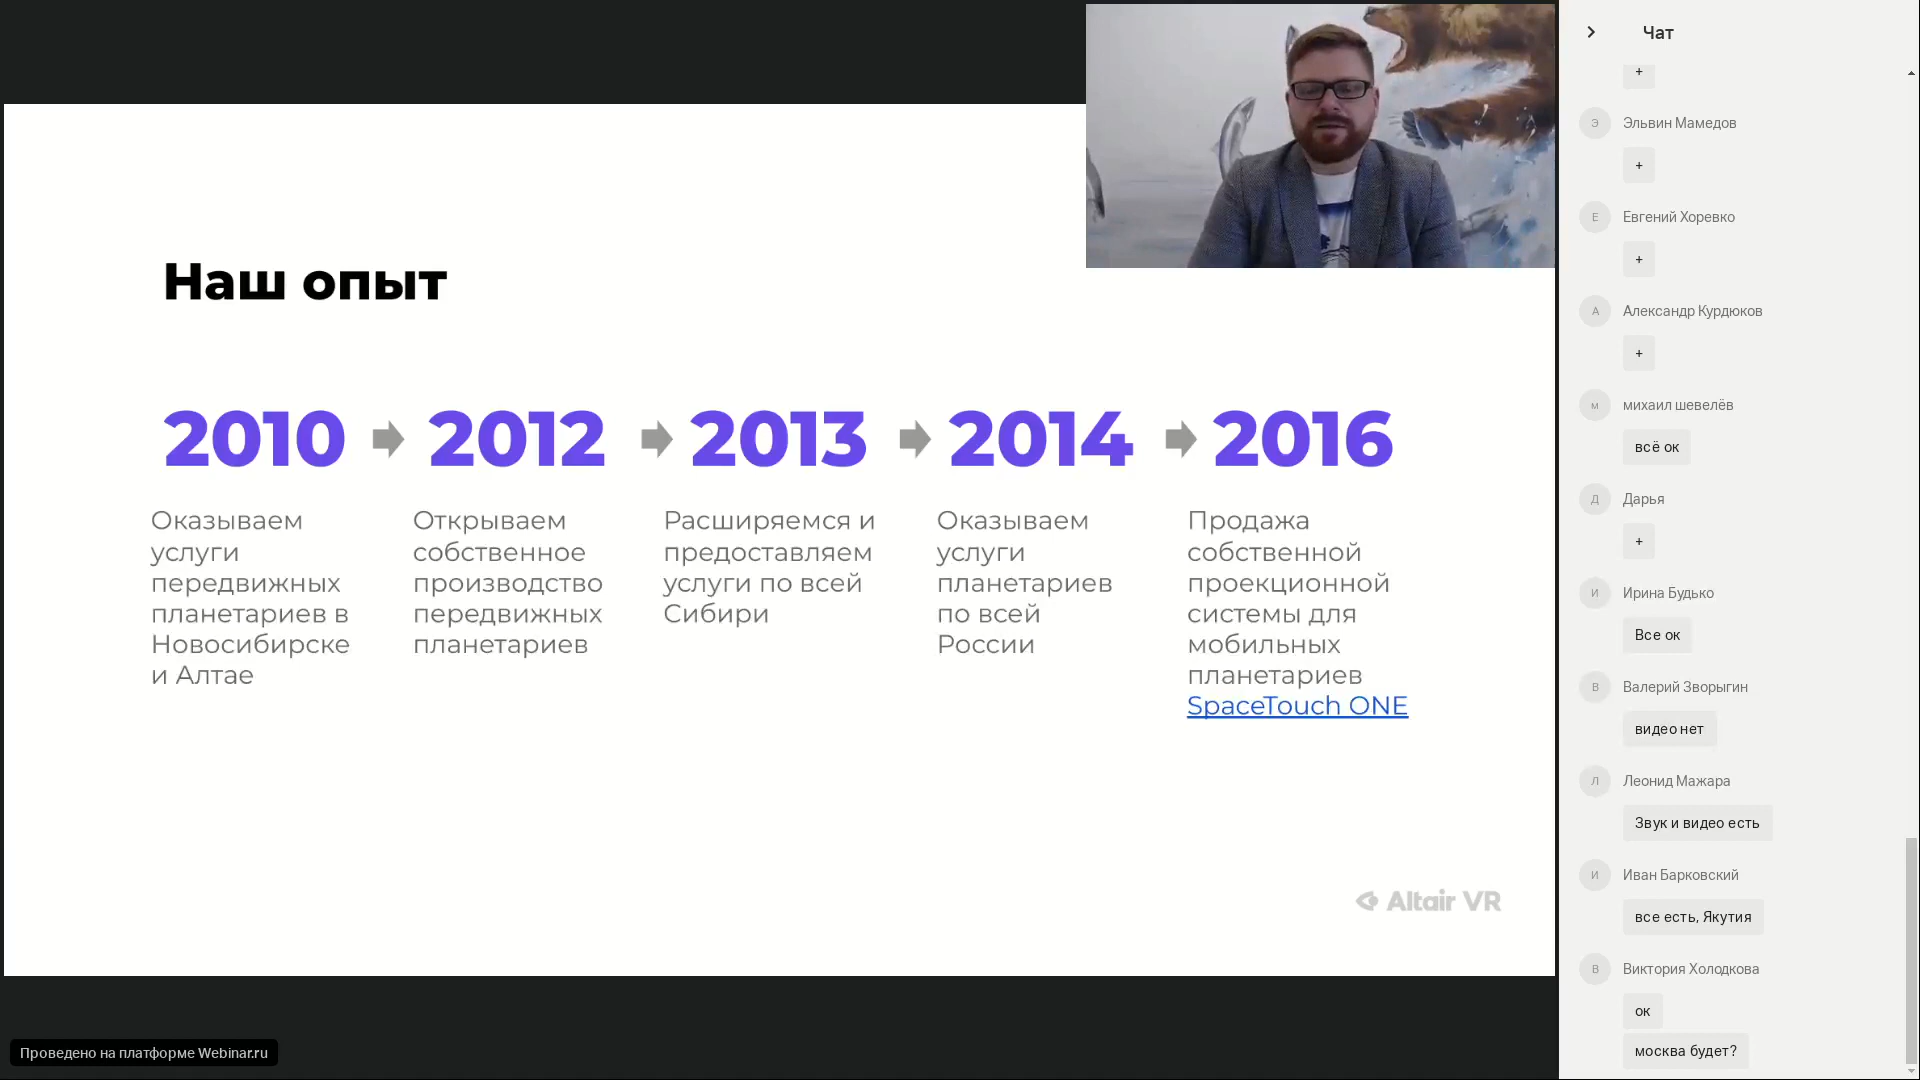 Наш опыт
2010
2012
2013
2014
2016
Оказываем
услуги
передвижных
планетариев в
Новосибирске
и Алтае
Открываем
собственное
производство
передвижных
планетариев
Расширяемся и
предоставляем
услуги по всей
Сибири
Оказываем
услуги
планетариев
по всей
России
Продажа
собственной
проекционной
системы для
мобильных
планетариев
SpaceTouch ONE
Altair VR
Проведено на платформе Webinar.ru
Чат
+
Э
Эльвин Мамедов
+
Е
Евгений Хоревко
+
А
Александр Курдюков
+
м
михаил шевелёв
всё ок
Д
Дарья
+
И
Ирина Будько
Все ок
В
Валерий Зворыгин
видео нет
Л
Леонид Мажара
Звук и видео есть
И
Иван Барковский
все есть, Якутия
В
Виктория Холодкова
ок
москва будет?